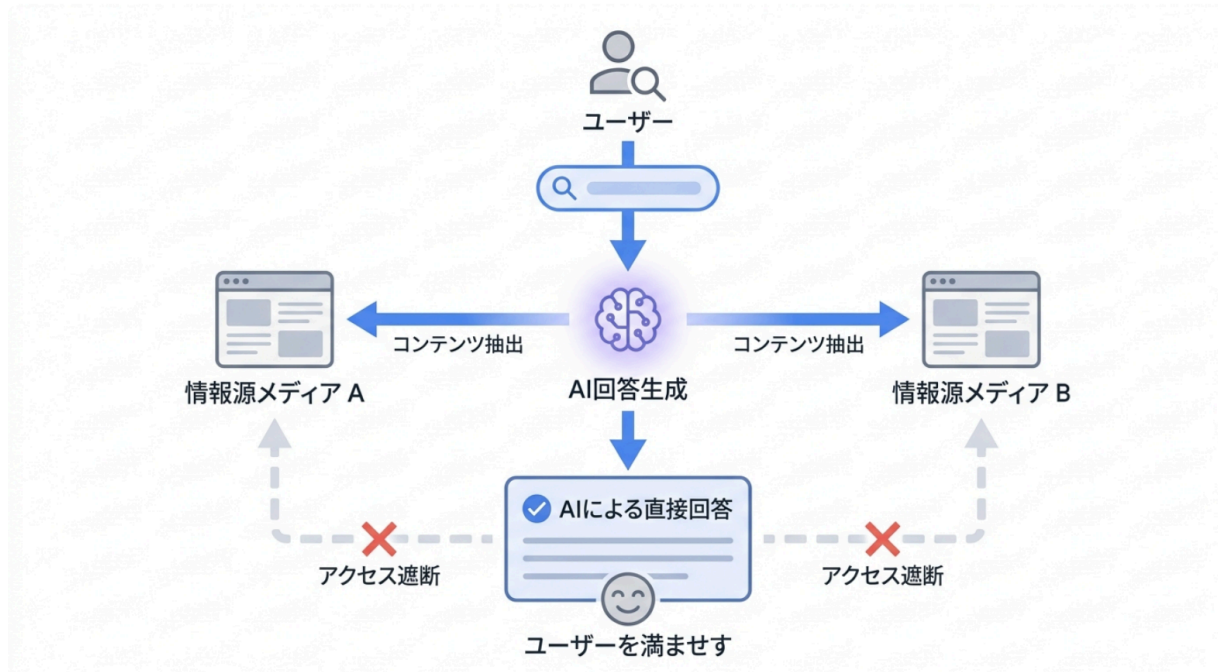 ユーザー
コンテンツ抽出
コンテンツ抽出
情報源メディア A
AI回答生成
情報源メディア B
AIによる直接回答
アクセス遮断
アクセス遮断
ユーザーを満ませす